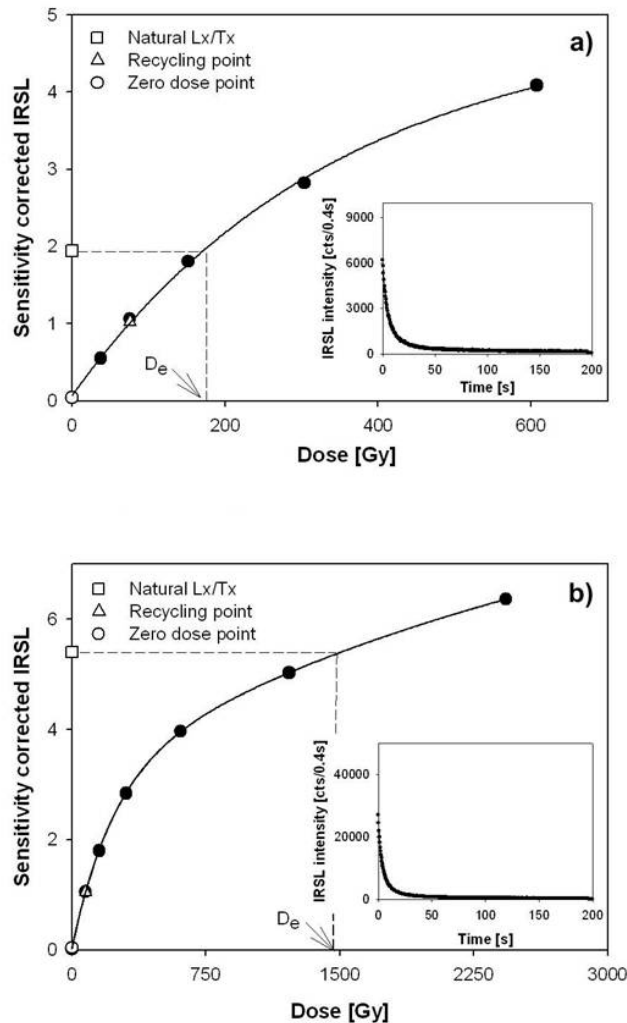 a)
Natural Lx/Tx
Recycling point
Zero dose point
Sensitivity corrected IRSL
5
4
3
2
1
0
0 200 400 600
Dose [Gy]
De
IRSL intensity [cts/0.4s]
9000
6000
3000
0
0 50 100 150 200
Time [s]
b)
Natural Lx/Tx
Recycling point
Zero dose point
Sensitivity corrected IRSL
6
4
2
0
0 750 1500 2250 3000
Dose [Gy]
De
IRSL intensity [cts/0.4s]
40000
20000
0
0 50 100 150 200
Time [s]